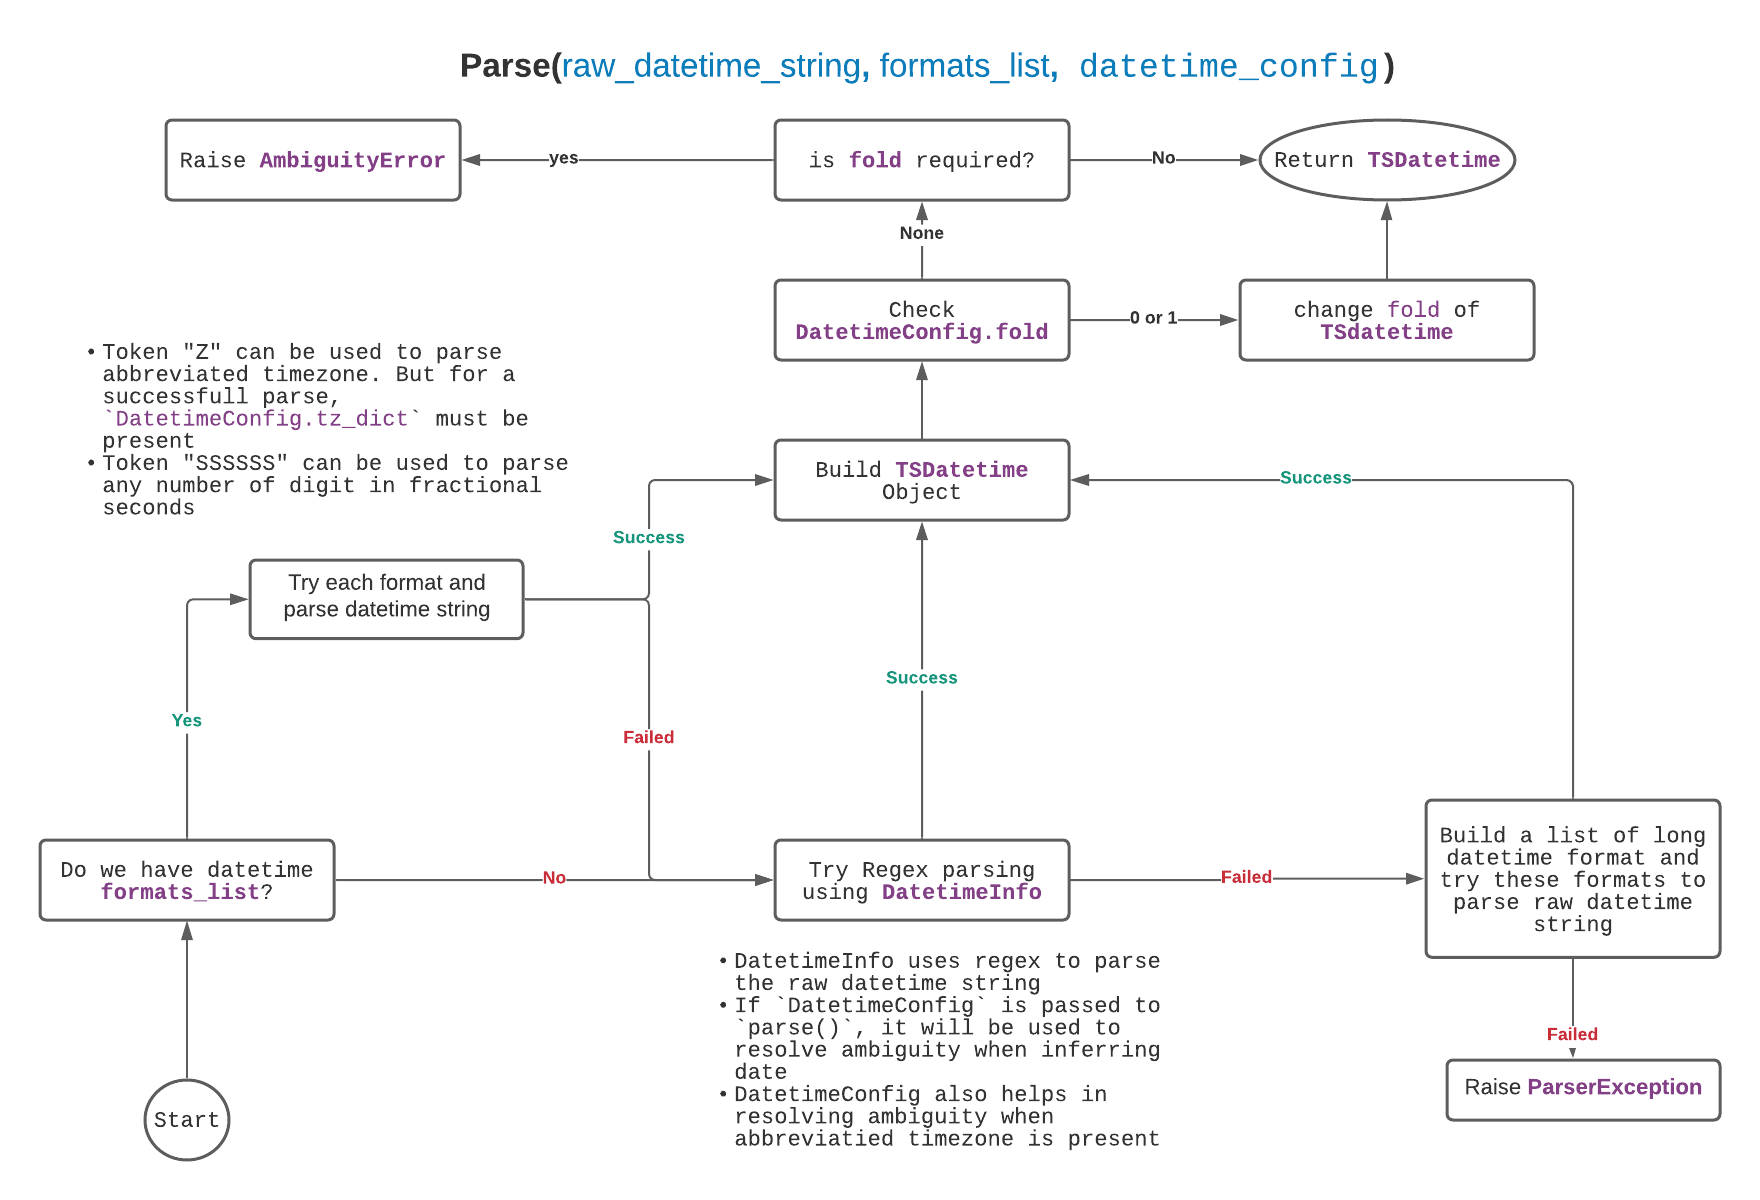 Parse(raw_datetime_string, formats_list, datetime_config)
Raise AmbiguityError
yes
is fold required?
No
Return TSDatetime
None
Check
DatetimeConfig.fold
0 or 1
change fold of
TSdatetime
• Token "Z" can be used to parse
abbreviated timezone. But for a
successfull parse,
`DatetimeConfig.tz_dict` must be
present
• Token "SSSSSS" can be used to parse
any number of digit in fractional
seconds
Build TSDatetime
Object
Success
Success
Try each format and
parse datetime string
Success
Yes
Failed
Do we have datetime
formats_list?
No
Try Regex parsing
using DatetimeInfo
Failed
Build a list of long
datetime format and
try these formats to
parse raw datetime
string
• DatetimeInfo uses regex to parse
the raw datetime string
• If `DatetimeConfig` is passed to
`parse()`, it will be used to
resolve ambiguity when inferring
date
• DatetimeConfig also helps in
resolving ambiguity when
abbreviatied timezone is present
Failed
Raise ParserException
Start